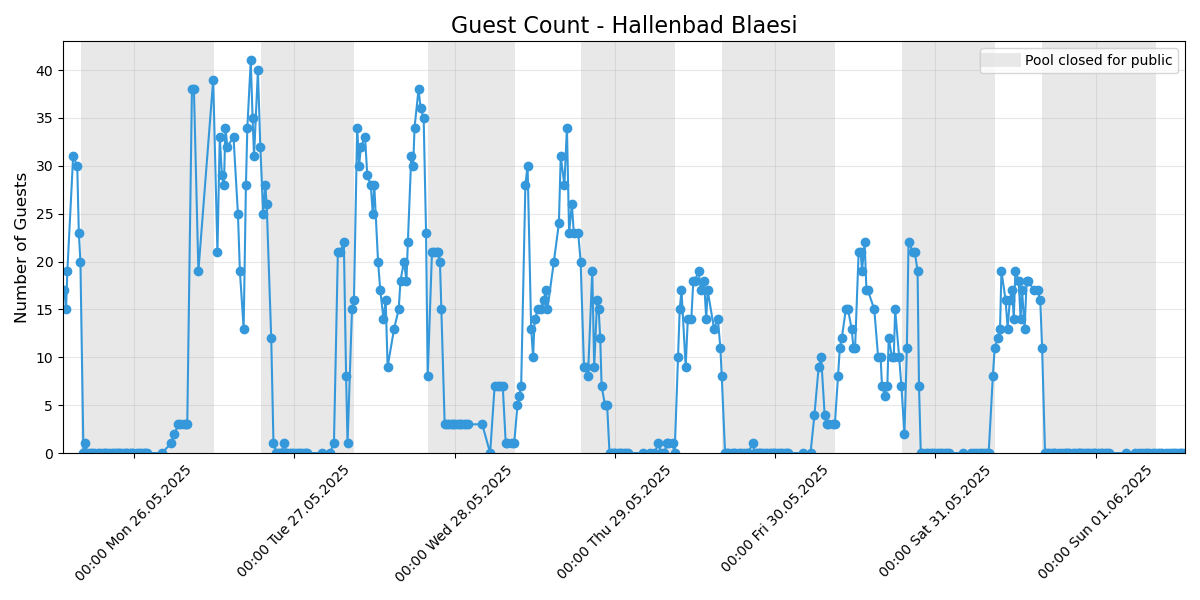 Guest Count - Hallenbad Blaesi
Pool closed for public
Number of Guests
40
35
30
25
20
15
10
5
0
00:00 Mon 26.05.2025
00:00 Tue 27.05.2025
00:00 Wed 28.05.2025
00:00 Thu 29.05.2025
00:00 Fri 30.05.2025
00:00 Sat 31.05.2025
00:00 Sun 01.06.2025